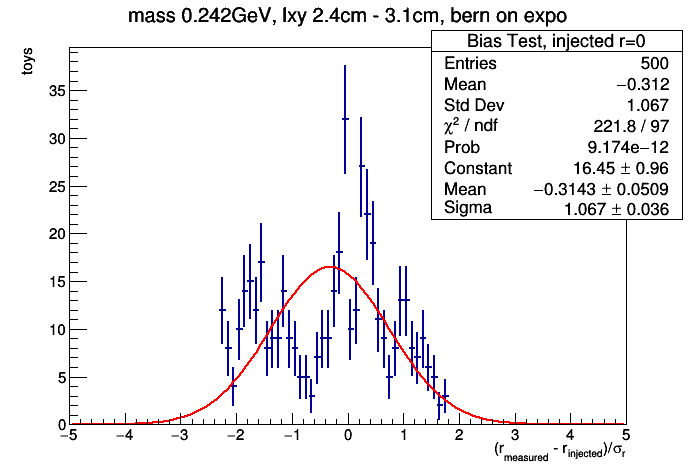 mass 0.242GeV, lxy 2.4cm - 3.1cm, bern on expo
Bias Test, injected r=0
Entries 500
Mean −0.312
Std Dev 1.067
χ² / ndf 221.8 / 97
Prob 9.174e−12
Constant 16.45 ± 0.96
Mean −0.3143 ± 0.0509
Sigma 1.067 ± 0.036
toys
35
30
25
20
15
10
5
0
−5 −4 −3 −2 −1 0 1 2 3 4 5
(r_measured - r_injected)/σ_r